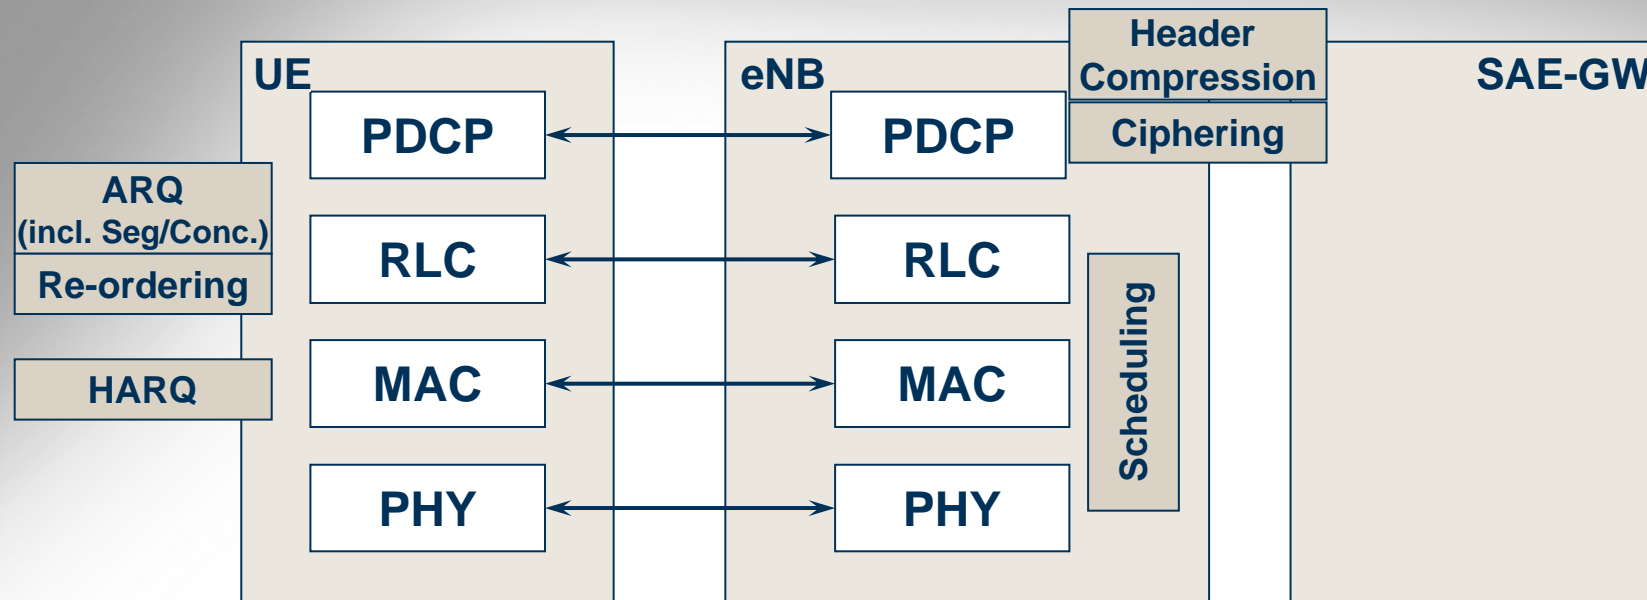 Header
Compression
UE
eNB
SAE-GW
PDCP
PDCP
Ciphering
ARQ
(incl. Seg/Conc.)
RLC
RLC
Re-ordering
Scheduling
MAC
MAC
HARQ
PHY
PHY